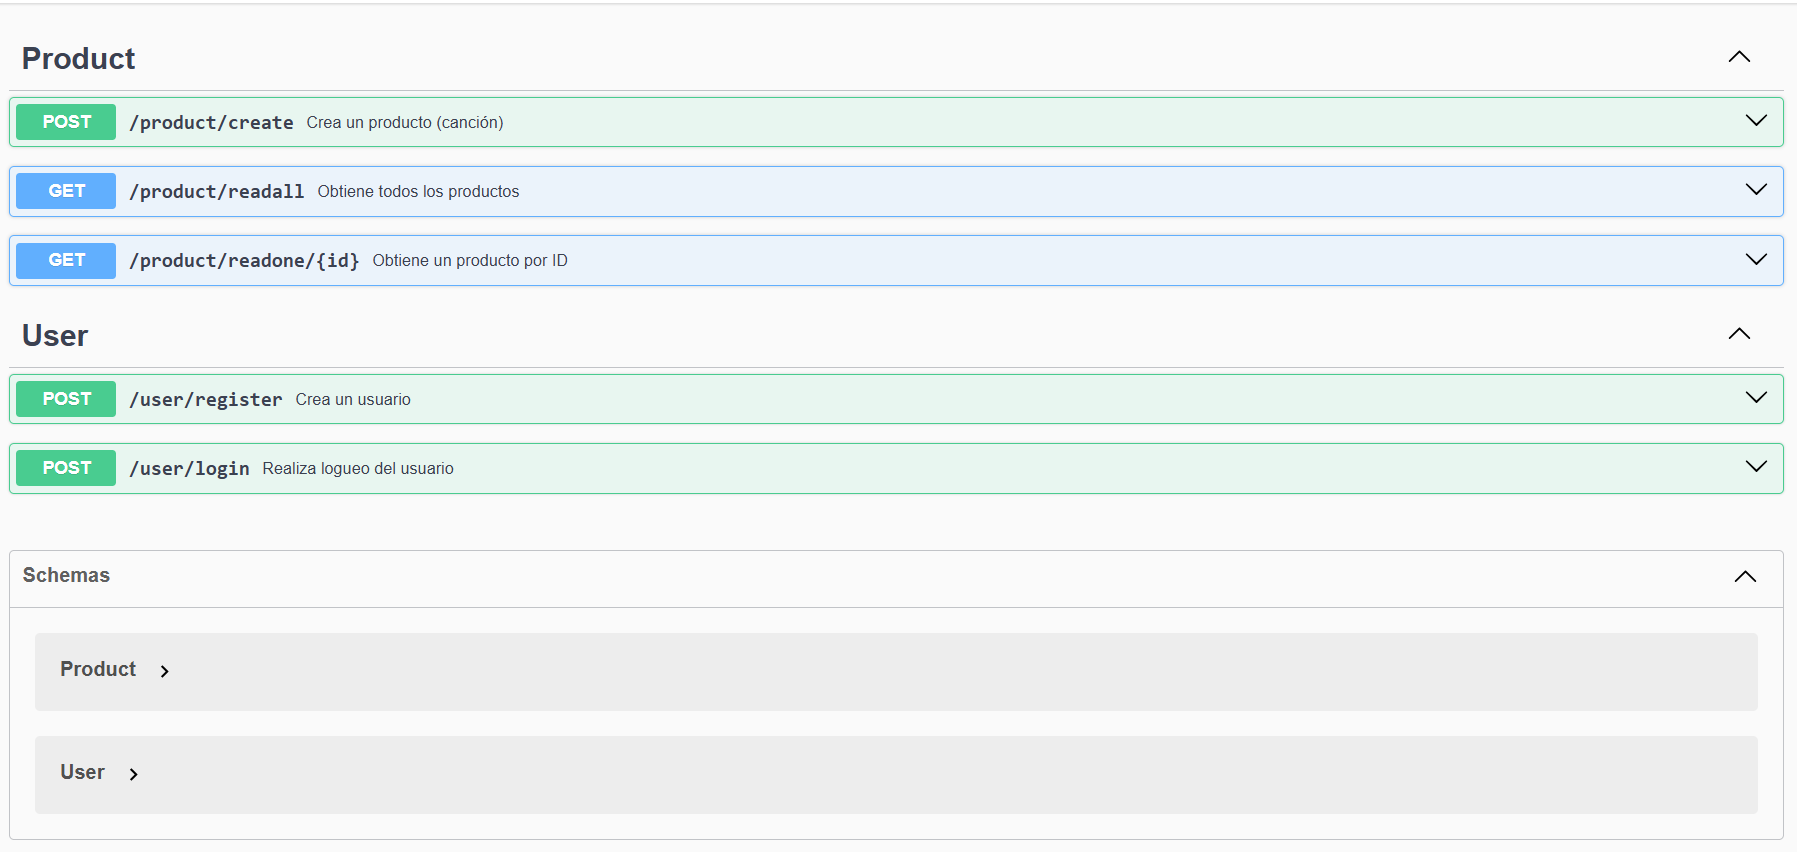 Product
POST /product/create Crea un producto (canción)
GET /product/readall Obtiene todos los productos
GET /product/readone/{id} Obtiene un producto por ID
User
POST /user/register Crea un usuario
POST /user/login Realiza logueo del usuario
Schemas
Product
User